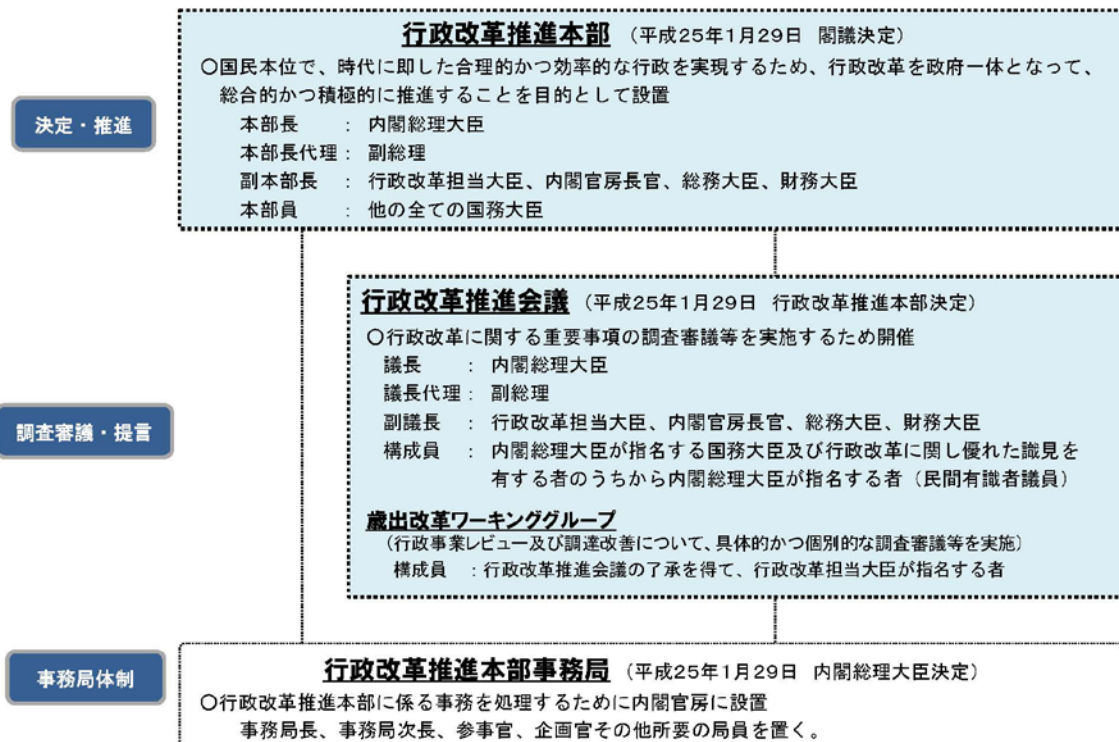 行政改革推進本部 (平成25年1月29日 閣議決定)
○国民本位で、時代に即した合理的かつ効率的な行政を実現するため、行政改革を政府一体となって、
総合的かつ積極的に推進することを目的として設置
決定・推進
本部長 : 内閣総理大臣
本部長代理: 副総理
副本部長 : 行政改革担当大臣、内閣官房長官、総務大臣、財務大臣
本部員 : 他の全ての国務大臣
行政改革推進会議 (平成25年1月29日 行政改革推進本部決定)
○行政改革に関する重要事項の調査審議等を実施するため開催
議長 : 内閣総理大臣
議長代理: 副総理
副議長 : 行政改革担当大臣、内閣官房長官、総務大臣、財務大臣
調査審議・提言
構成員 : 内閣総理大臣が指名する国務大臣及び行政改革に関し優れた識見を
有する者のうちから内閣総理大臣が指名する者(民間有識者議員)
歳出改革ワーキンググループ
(行政事業レビュー及び調達改善について、具体的かつ個別的な調査審議等を実施)
構成員 :行政改革推進会議の了承を得て、行政改革担当大臣が指名する者
事務局体制
行政改革推進本部事務局 (平成25年1月29日 内閣総理大臣決定)
○行政改革推進本部に係る事務を処理するために内閣官房に設置
事務局長、事務局次長、参事官、企画官その他所要の局員を置く。